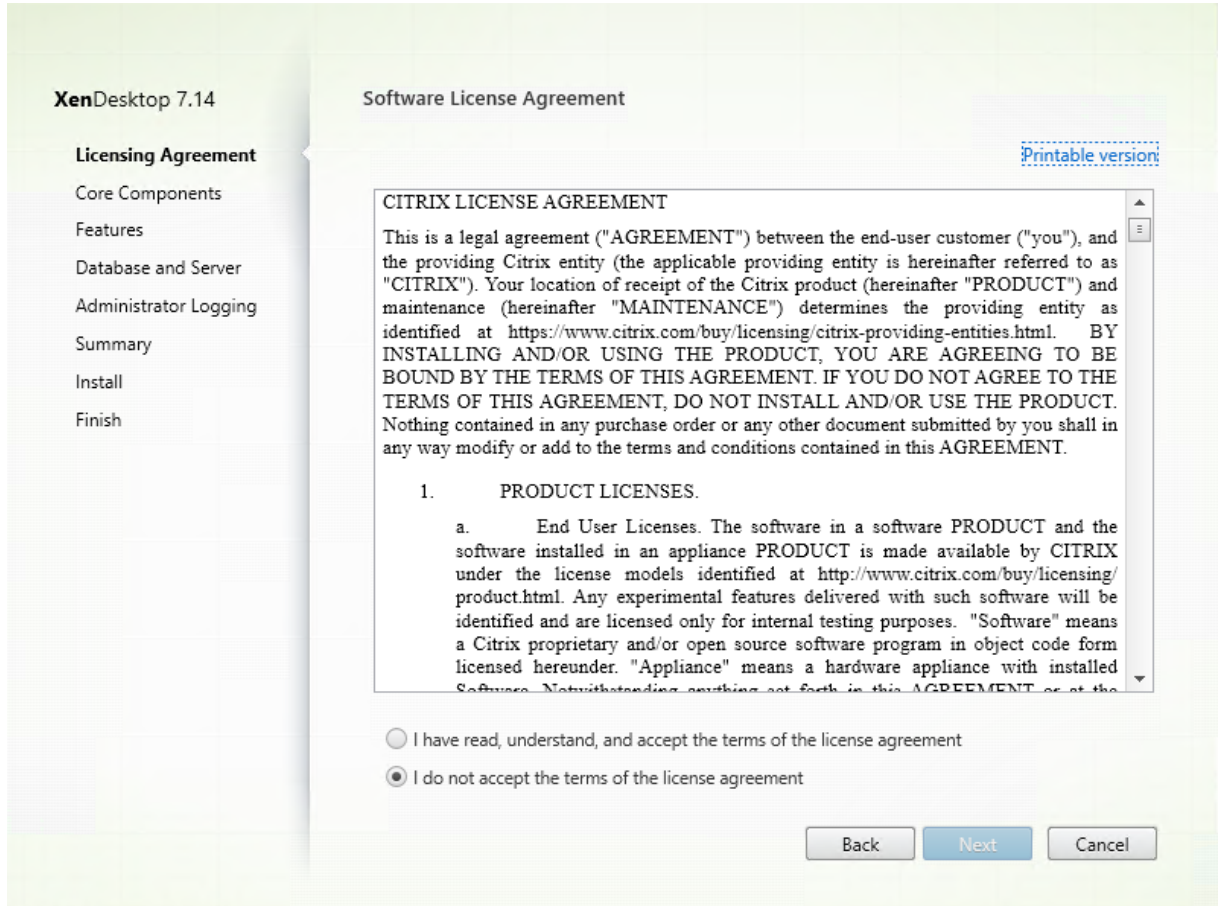 XenDesktop 7.14
Licensing Agreement
Core Components
Features
Database and Server
Administrator Logging
Summary
Install
Finish
Software License Agreement
Printable version
CITRIX LICENSE AGREEMENT
This is a legal agreement ("AGREEMENT") between the end-user customer ("you"), and
the providing Citrix entity (the applicable providing entity is hereinafter referred to as
"CITRIX"). Your location of receipt of the Citrix product (hereinafter "PRODUCT") and
maintenance (hereinafter "MAINTENANCE") determines the providing entity as
identified at https://www.citrix.com/buy/licensing/citrix-providing-entities.html. BY
INSTALLING AND/OR USING THE PRODUCT, YOU ARE AGREEING TO BE
BOUND BY THE TERMS OF THIS AGREEMENT. IF YOU DO NOT AGREE TO THE
TERMS OF THIS AGREEMENT, DO NOT INSTALL AND/OR USE THE PRODUCT.
Nothing contained in any purchase order or any other document submitted by you shall in
any way modify or add to the terms and conditions contained in this AGREEMENT.
1. PRODUCT LICENSES.
a. End User Licenses. The software in a software PRODUCT and the
software installed in an appliance PRODUCT is made available by CITRIX
under the license models identified at http://www.citrix.com/buy/licensing/
product.html. Any experimental features delivered with such software will be
identified and are licensed only for internal testing purposes. "Software" means
a Citrix proprietary and/or open source software program in object code form
licensed hereunder. "Appliance" means a hardware appliance with installed
Software. Notwithstanding anything set forth in this AGREEMENT or at the
I have read, understand, and accept the terms of the license agreement
I do not accept the terms of the license agreement
Back
Next
Cancel